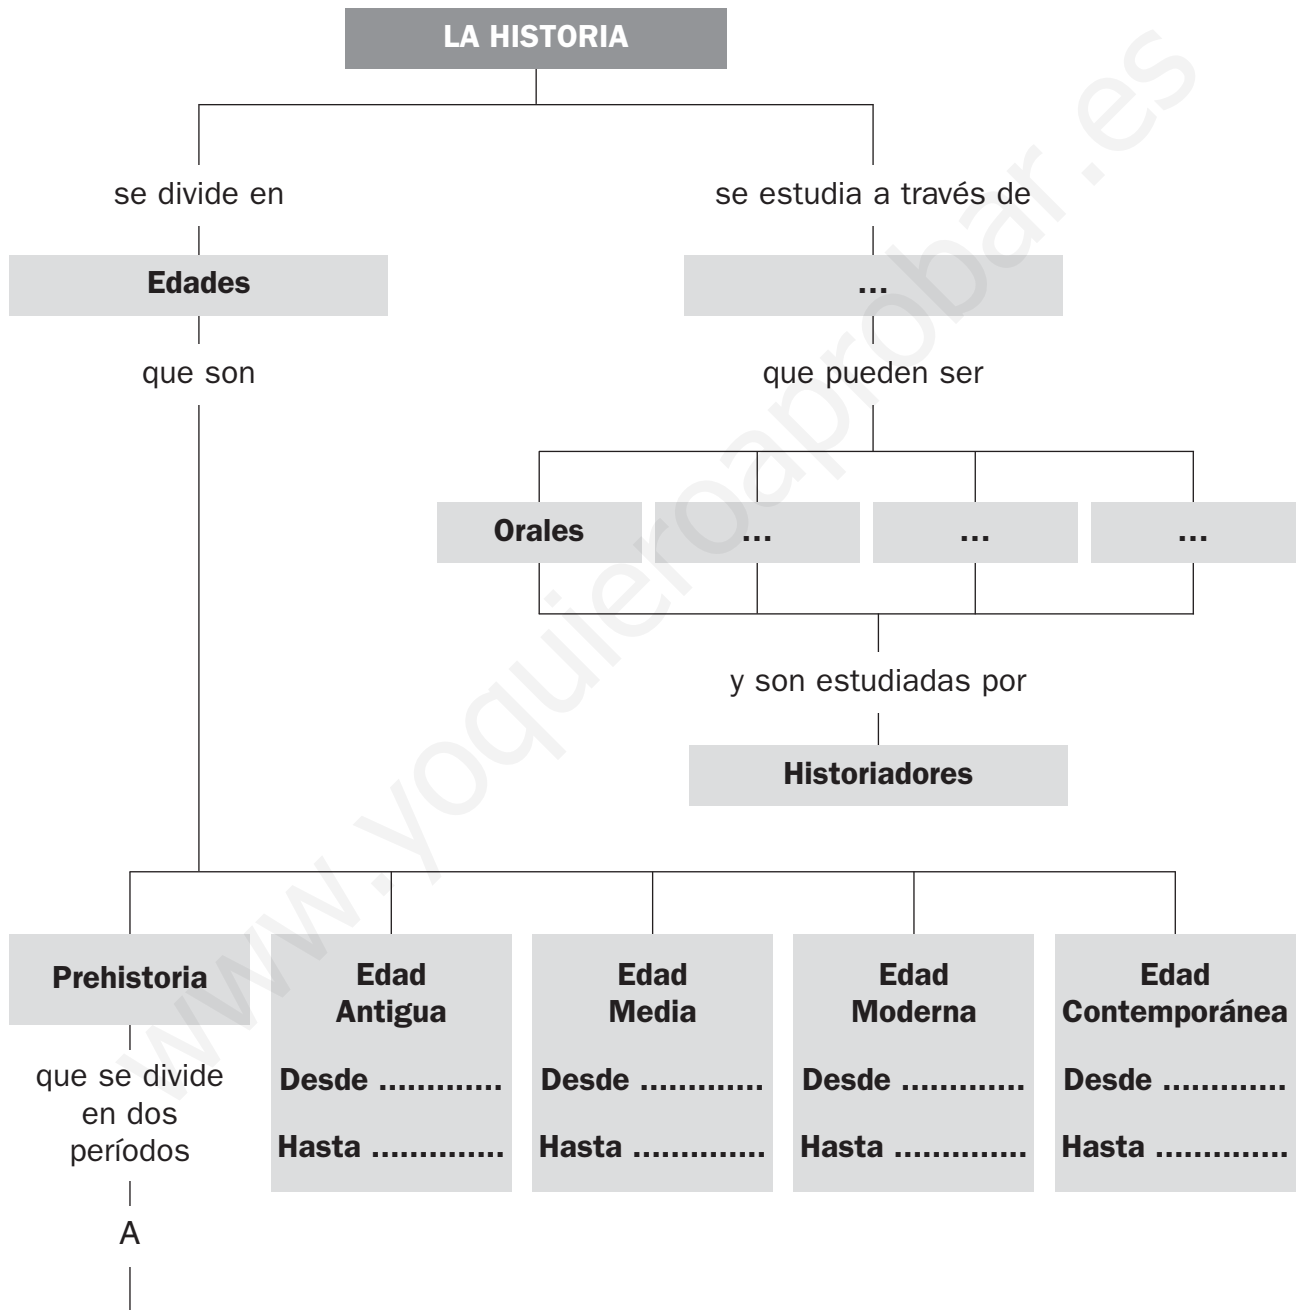 LA HISTORIA
se divide en
se estudia a través de
Edades
...
que son
que pueden ser
Orales
...
...
...
y son estudiadas por
Historiadores
Prehistoria
que se divide
en dos
períodos
A
Edad
Antigua
Desde .............
Hasta ..............
Edad
Media
Desde .............
Hasta ..............
Edad
Moderna
Desde .............
Hasta ..............
Edad
Contemporánea
Desde .............
Hasta ..............
www.yoquieroaprobar.es